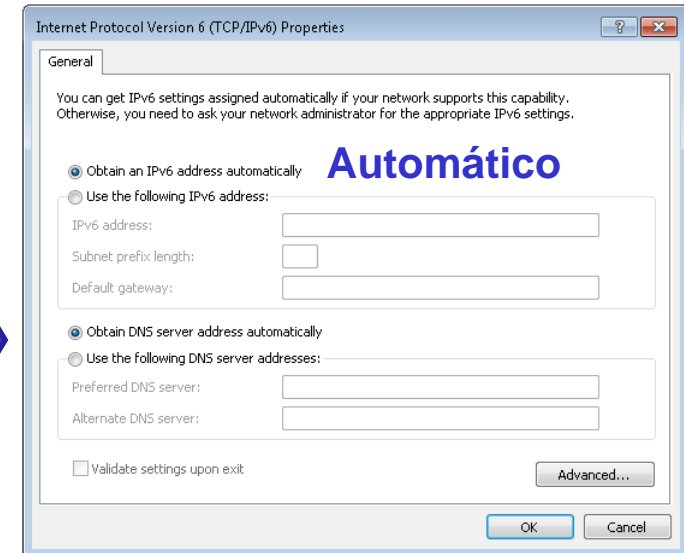 Internet Protocol Version 6 (TCP/IPv6) Properties
General
You can get IPv6 settings assigned automatically if your network supports this capability.
Otherwise, you need to ask your network administrator for the appropriate IPv6 settings.
Obtain an IPv6 address automatically Automático
Use the following IPv6 address:
IPv6 address:
Subnet prefix length:
Default gateway:
Obtain DNS server address automatically
Use the following DNS server addresses:
Preferred DNS server:
Alternate DNS server:
Validate settings upon exit
Advanced...
OK Cancel